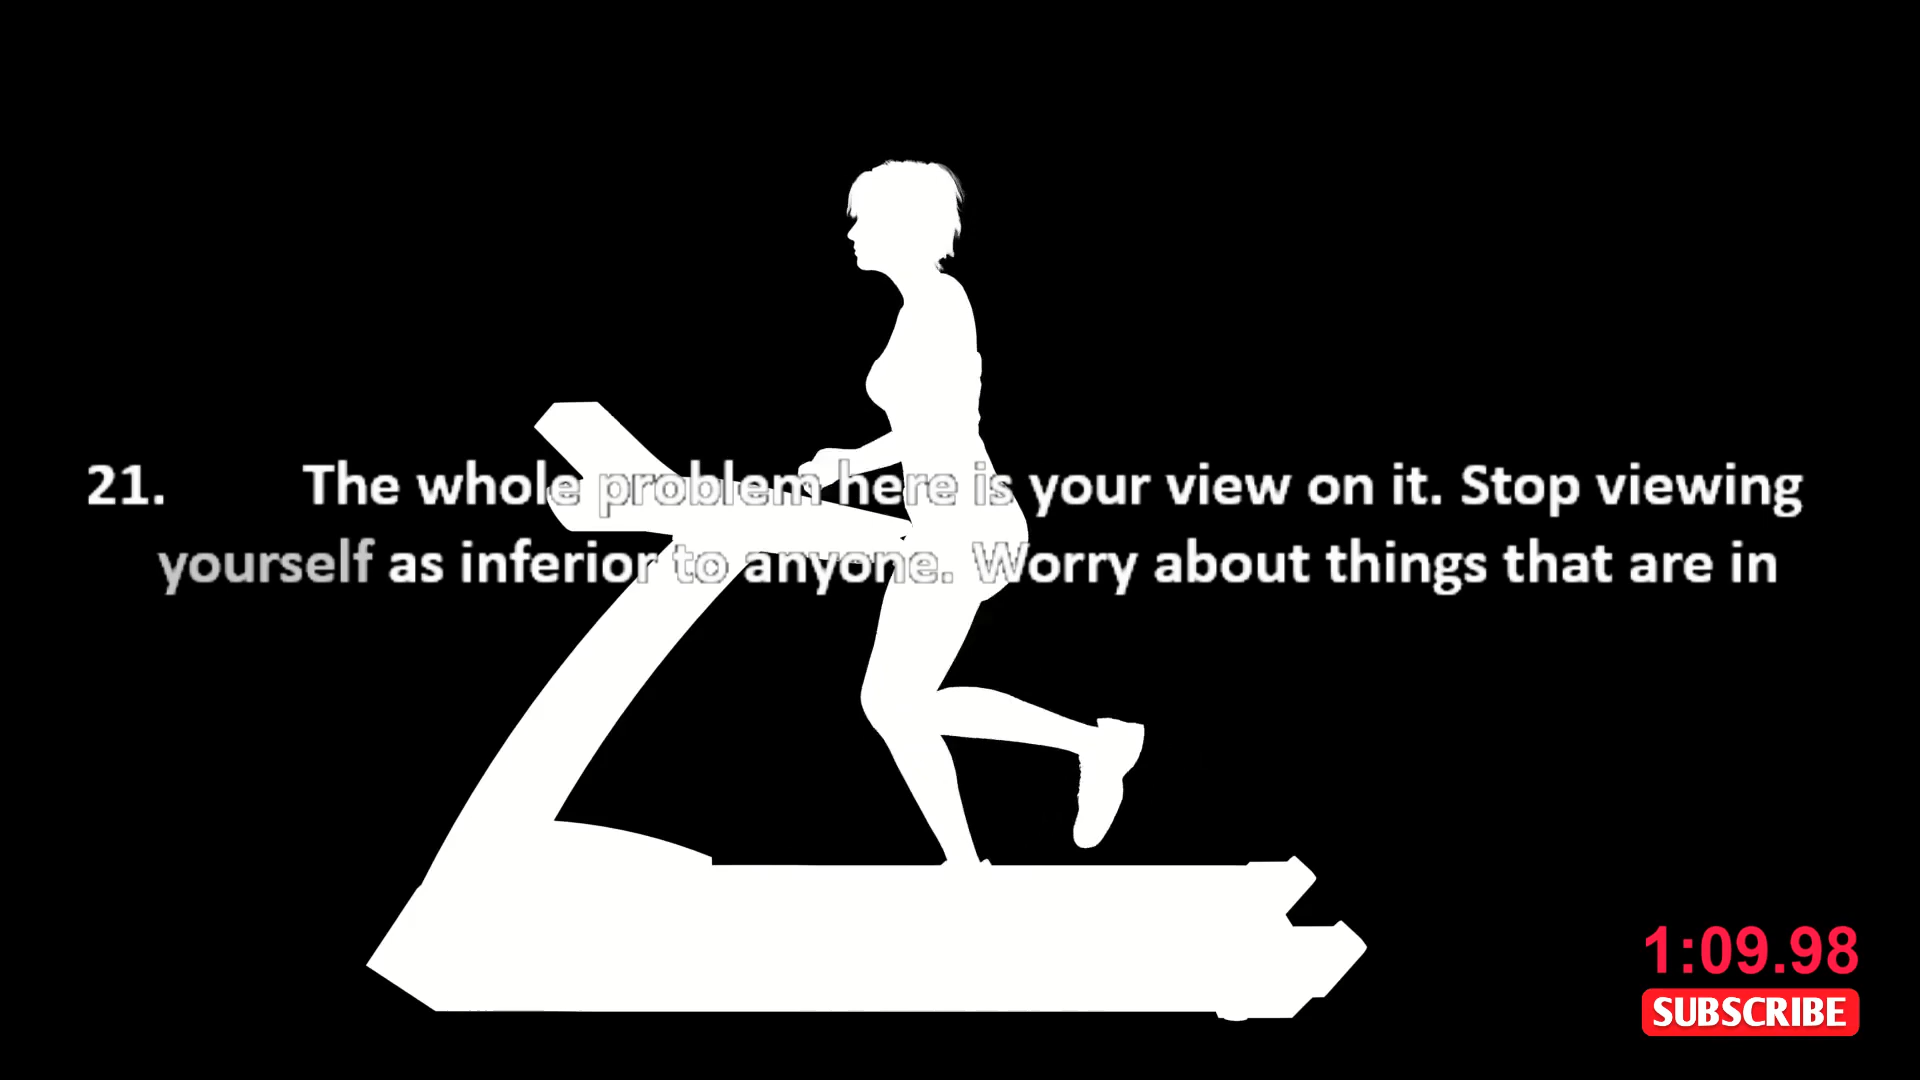 21. The whole problem here is your view on it. Stop viewing
yourself as inferior to anyone. Worry about things that are in
1:09.98
SUBSCRIBE